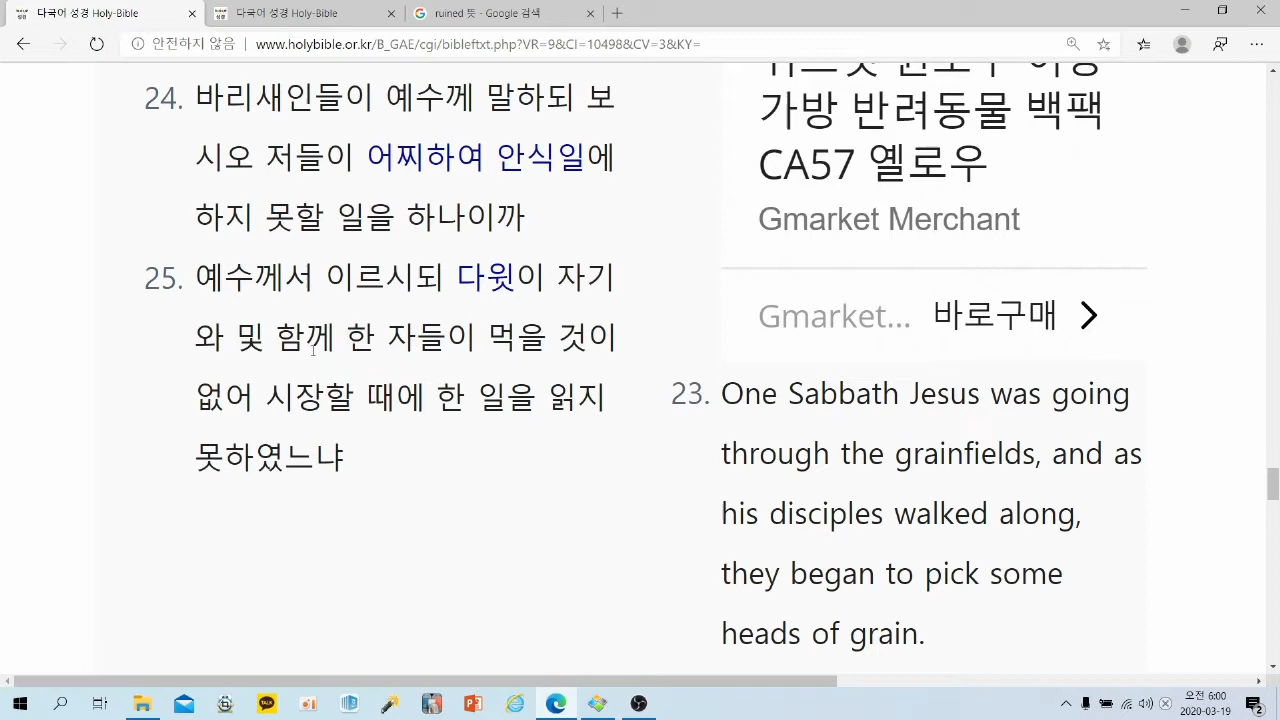 다국어 성경 Holy-Bible
다국어 성경 Holy-Bible
ruined 뜻 - Google 검색
안전하지 않음
www.holybible.or.kr/B_GAE/cgi/bibleftxt.php?VR=9&CI=10498&CV=3&KY=
24. 바리새인들이 예수께 말하되 보
시오 저들이 어찌하여 안식일에
하지 못할 일을 하나이까
25. 예수께서 이르시되 다윗이 자기
와 및 함께 한 자들이 먹을 것이
없어 시장할 때에 한 일을 읽지
못하였느냐
가방 반려동물 백팩
CA57 옐로우
Gmarket Merchant
Gmarket... 바로구매
23. One Sabbath Jesus was going
through the grainfields, and as
his disciples walked along,
they began to pick some
heads of grain.
오전 6:00
2020-03-19